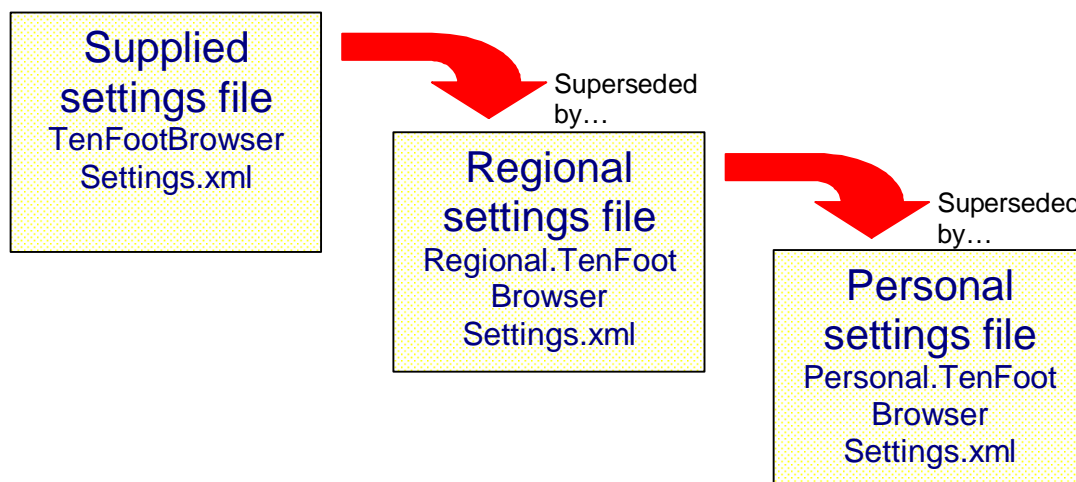 Supplied
settings file
TenFootBrowser
Settings.xml
Superseded
by…
Regional
settings file
Regional.TenFoot
Browser
Settings.xml
Superseded
by…
Personal
settings file
Personal.TenFoot
Browser
Settings.xml